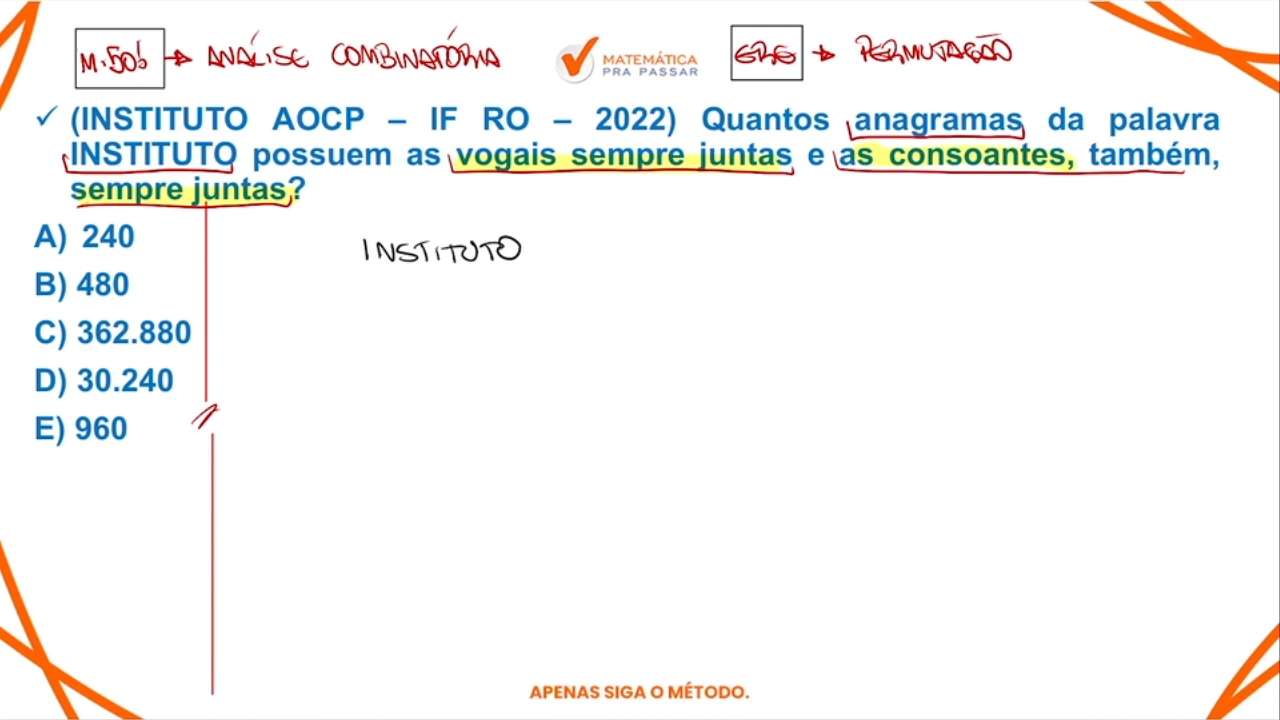 M.50! → ANÁLISE COMBINATÓRIA
MATEMÁTICA
PRA PASSAR
→ PERMUTAÇÃO
✓ (INSTITUTO AOCP – IF RO – 2022) Quantos anagramas da palavra
INSTITUTO possuem as vogais sempre juntas e as consoantes, também,
sempre juntas?
A) 240
INSTITUTO
B) 480
C) 362.880
D) 30.240
E) 960
APENAS SIGA O MÉTODO.